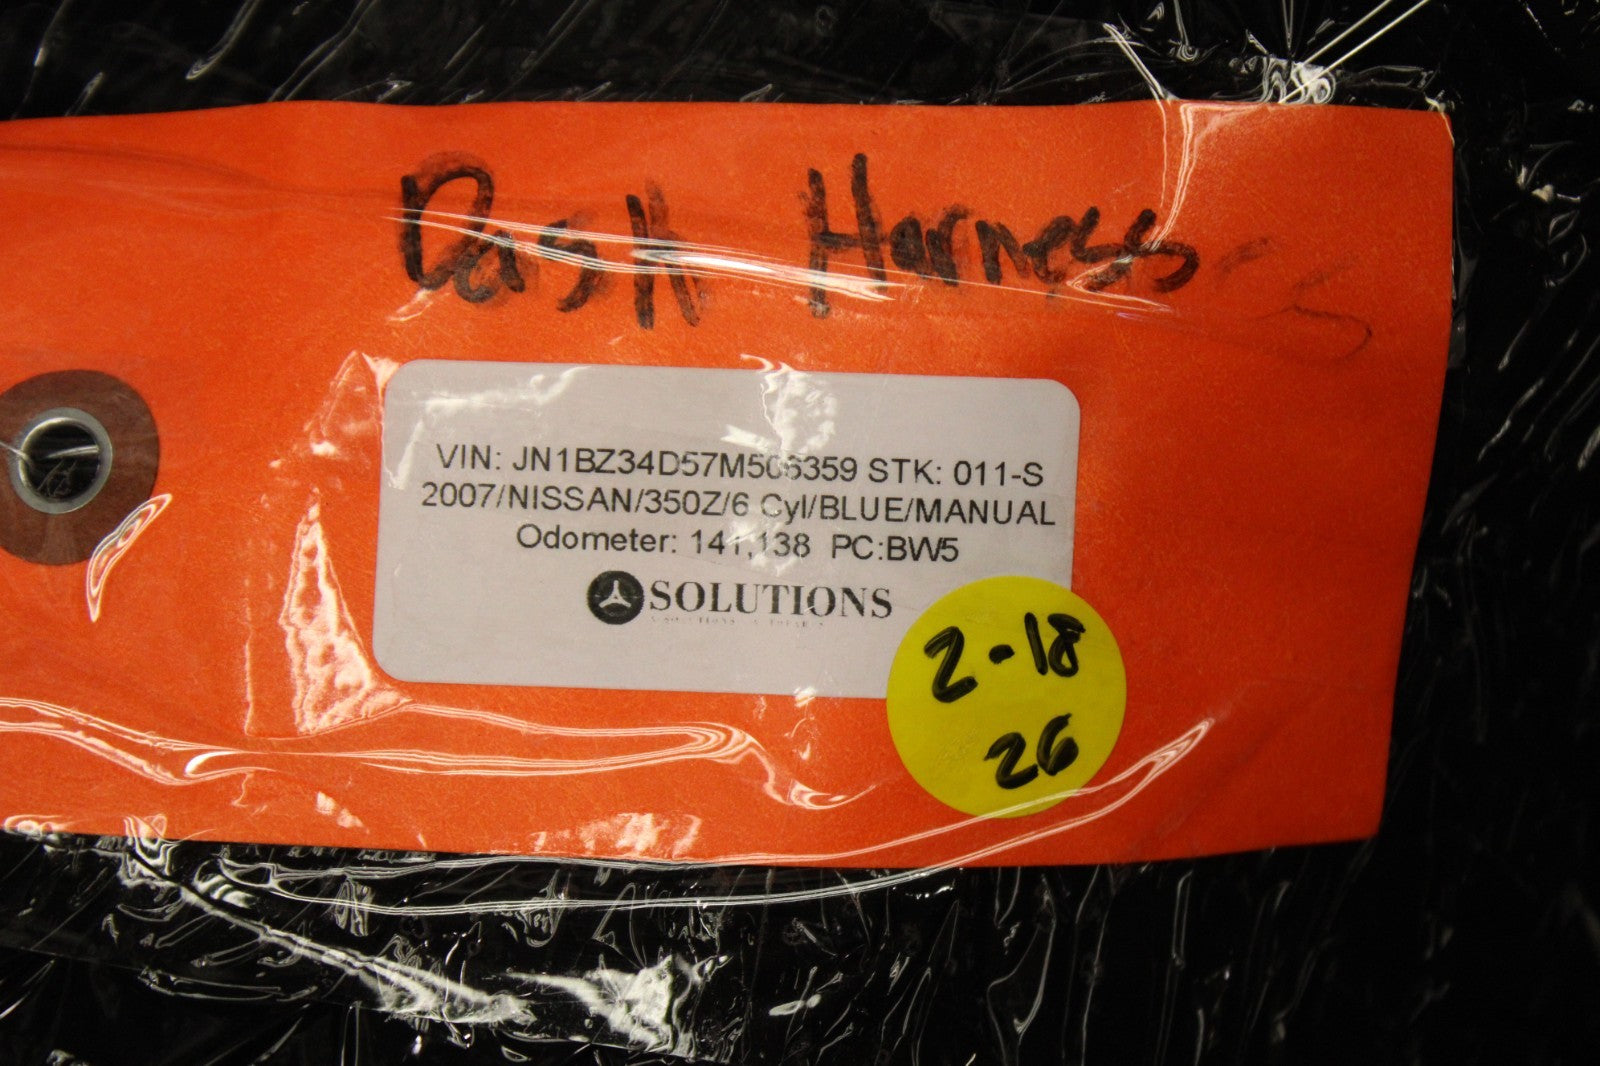 Dash Harness
VIN: JN1BZ34D57M506359 STK: 011-S
2007/NISSAN/350Z/6 Cyl/BLUE/MANUAL
Odometer: 141,138 PC:BW5
SOLUTIONS
2-18
26